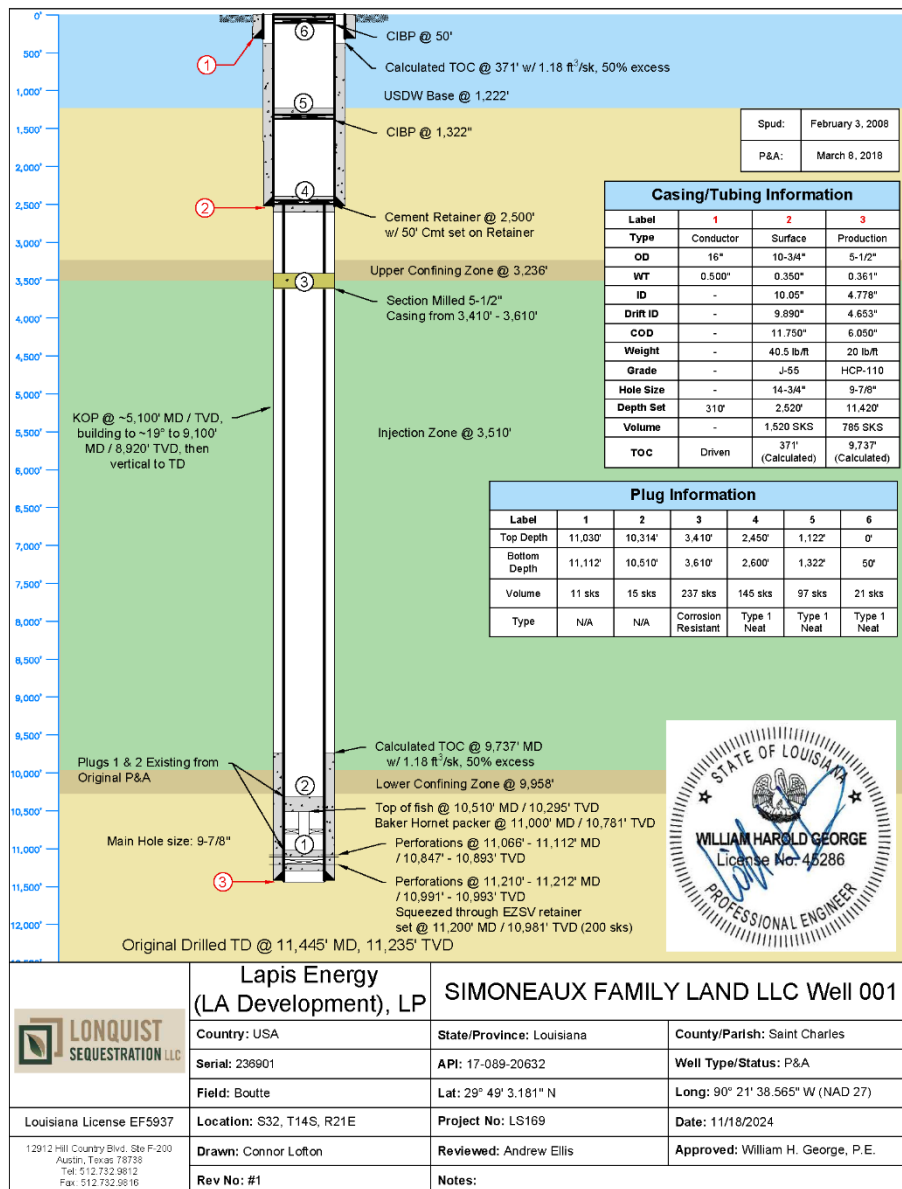 0'
500'
1,000'
1,500'
2,000'
2,500'
3,000'
3,500'
4,000'
4,500'
5,000'
5,500'
6,000'
6,500'
7,000'
7,500'
8,000'
8,500'
9,000'
9,500'
10,000'
10,500'
11,000'
11,500'
12,000'
6
CIBP @ 50'
1
Calculated TOC @ 371' w/ 1.18 ft³/sk, 50% excess
USDW Base @ 1,222'
5
CIBP @ 1,322"
4
2
Cement Retainer @ 2,500'
w/ 50' Cmt set on Retainer
Upper Confining Zone @ 3,236'
3
Section Milled 5-1/2"
Casing from 3,410' - 3,610'
KOP @ ~5,100' MD / TVD,
building to ~19° to 9,100'
MD / 8,920' TVD, then
vertical to TD
Injection Zone @ 3,510'
Calculated TOC @ 9,737' MD
w/ 1.18 ft³/sk, 50% excess
Plugs 1 & 2 Existing from
Original P&A
2
Lower Confining Zone @ 9,958'
Top of fish @ 10,510' MD / 10,295' TVD
Baker Hornet packer @ 11,000' MD / 10,781' TVD
Main Hole size: 9-7/8"
1
Perforations @ 11,066' - 11,112' MD
/ 10,847' - 10,893' TVD
3
Perforations @ 11,210' - 11,212' MD
/ 10,991' - 10,993' TVD
Squeezed through EZSV retainer
set @ 11,200' MD / 10,981' TVD (200 sks)
Original Drilled TD @ 11,445' MD, 11,235' TVD
Spud: February 3, 2008
P&A: March 8, 2018
Casing/Tubing Information
Label 1 2 3
Type Conductor Surface Production
OD 16" 10-3/4" 5-1/2"
WT 0.500" 0.350" 0.361"
ID - 10.05" 4.778"
Drift ID - 9.890" 4.653"
COD - 11.750" 6.050"
Weight - 40.5 lb/ft 20 lb/ft
Grade - J-55 HCP-110
Hole Size - 14-3/4" 9-7/8"
Depth Set 310' 2,520' 11,420'
Volume - 1,520 SKS 785 SKS
TOC Driven 371' (Calculated) 9,737' (Calculated)
Plug Information
Label 1 2 3 4 5 6
Top Depth 11,030' 10,314' 3,410' 2,450' 1,122' 0'
Bottom Depth 11,112' 10,510' 3,610' 2,600' 1,322' 50'
Volume 11 sks 15 sks 237 sks 145 sks 97 sks 21 sks
Type N/A N/A Corrosion Resistant Type 1 Neat Type 1 Neat Type 1 Neat
STATE OF LOUISIANA
WILLIAM HAROLD GEORGE
License No. 45286
PROFESSIONAL ENGINEER
LONQUIST
SEQUESTRATION LLC
Louisiana License EF5937
12912 Hill Country Blvd. Ste F-200
Austin, Texas 78738
Tel: 512.732.9812
Fax: 512.732.9816
Lapis Energy
(LA Development), LP
SIMONEAUX FAMILY LAND LLC Well 001
Country: USA
State/Province: Louisiana
County/Parish: Saint Charles
Serial: 236901
API: 17-089-20632
Well Type/Status: P&A
Field: Boutte
Lat: 29° 49' 3.181" N
Long: 90° 21' 38.565" W (NAD 27)
Location: S32, T14S, R21E
Project No: LS169
Date: 11/18/2024
Drawn: Connor Lofton
Reviewed: Andrew Ellis
Approved: William H. George, P.E.
Rev No: #1
Notes: